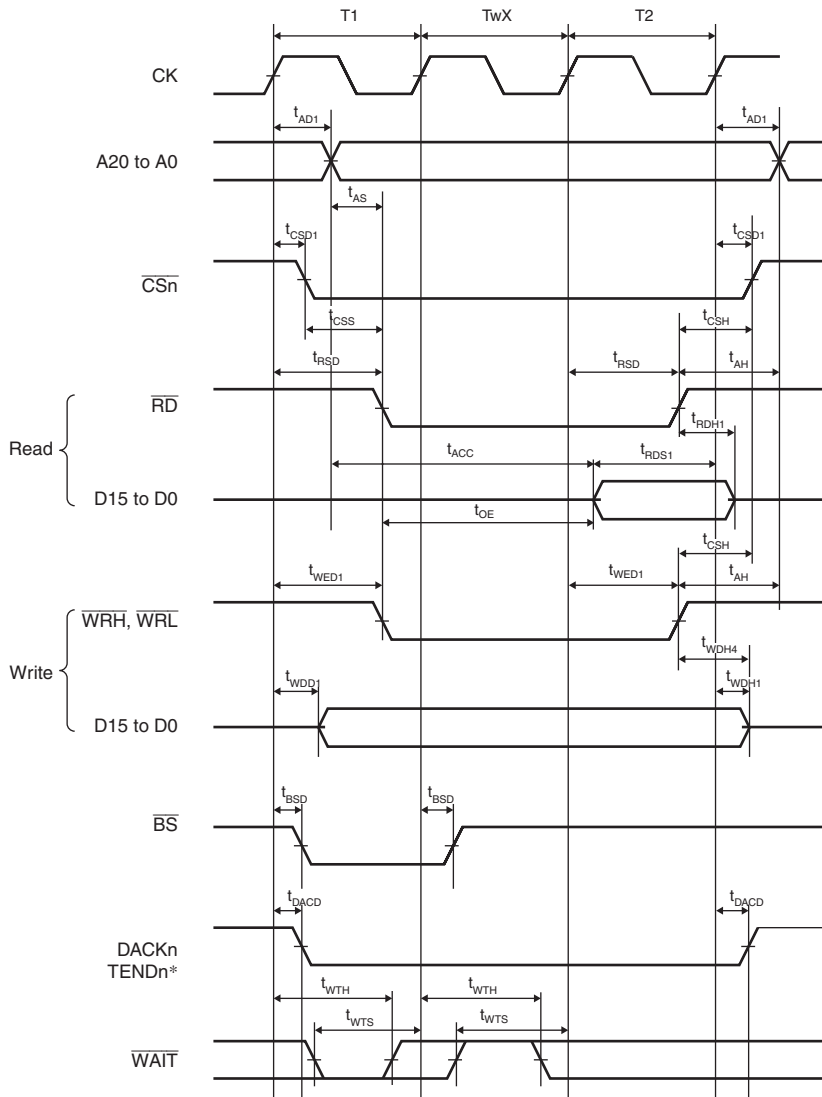 T1 TwX T2
CK
tAD1 tAD1
A20 to A0
tAS
tCSD1 tCSD1
CSn
tCSS tCSH
tRSD tRSD tAH
RD
tRDH1
Read
tACC tRDS1
D15 to D0
tOE
tCSH
tWED1 tWED1 tAH
WRH, WRL
tWDH4
Write
tWDD1 tWDH1
D15 to D0
tBSD tBSD
BS
tDACD tDACD
DACKn
TENDn*
tWTH tWTH
tWTS tWTS
WAIT